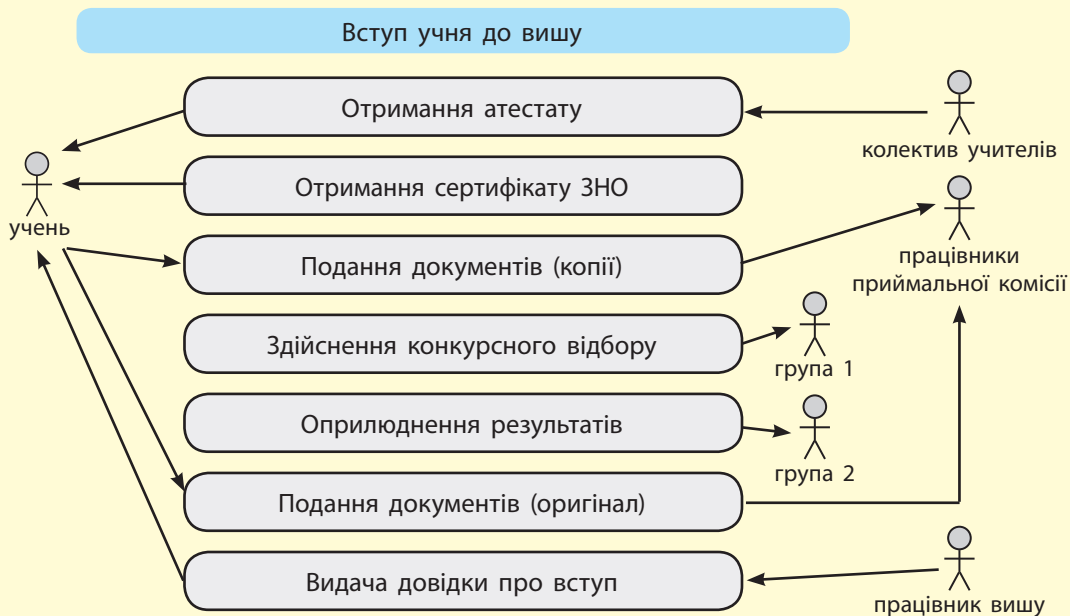 Вступ учня до вишу
Отримання атестату
колектив учителів
Отримання сертифікату ЗНО
учень
Подання документів (копії)
працівники
приймальної комісії
Здійснення конкурсного відбору
група 1
Оприлюднення результатів
група 2
Подання документів (оригінал)
Видача довідки про вступ
працівник вишу